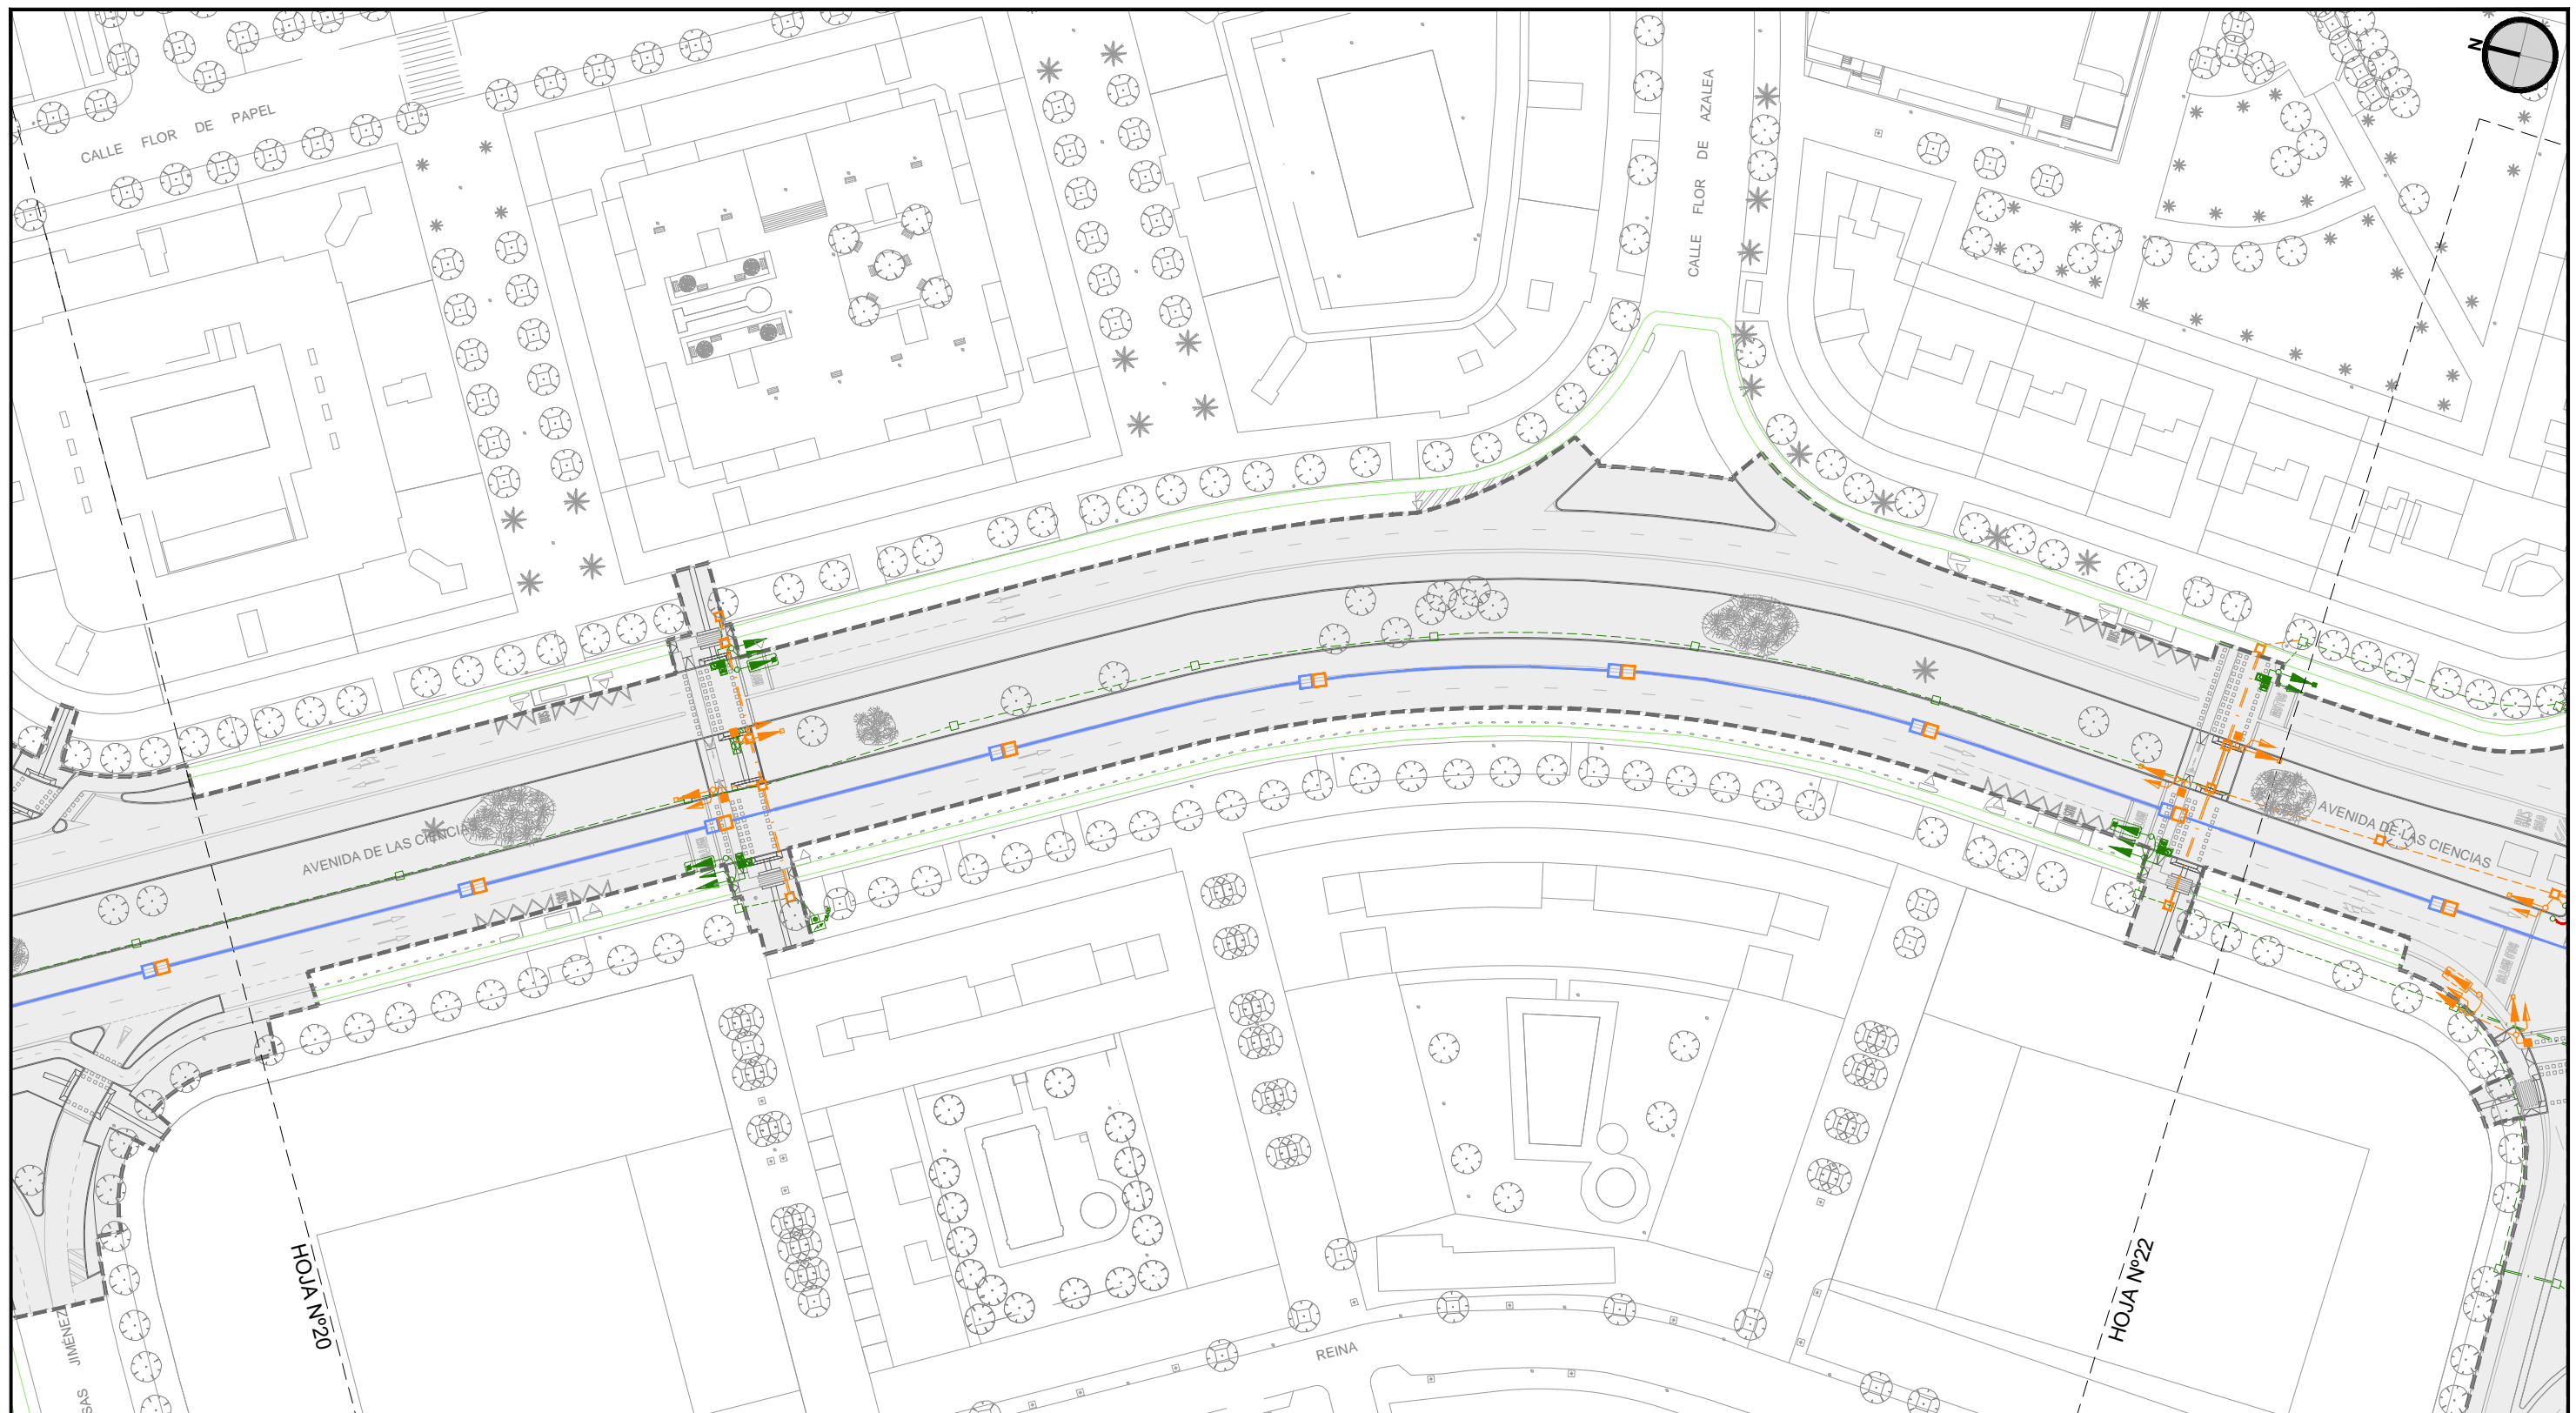 N
CALLE FLOR DE PAPEL
CALLE FLOR DE AZALEA
AVENIDA DE LAS CIENCIAS
AVENIDA DE LAS CIENCIAS
HOJA Nº20
HOJA Nº22
JIMÉNEZ
REINA